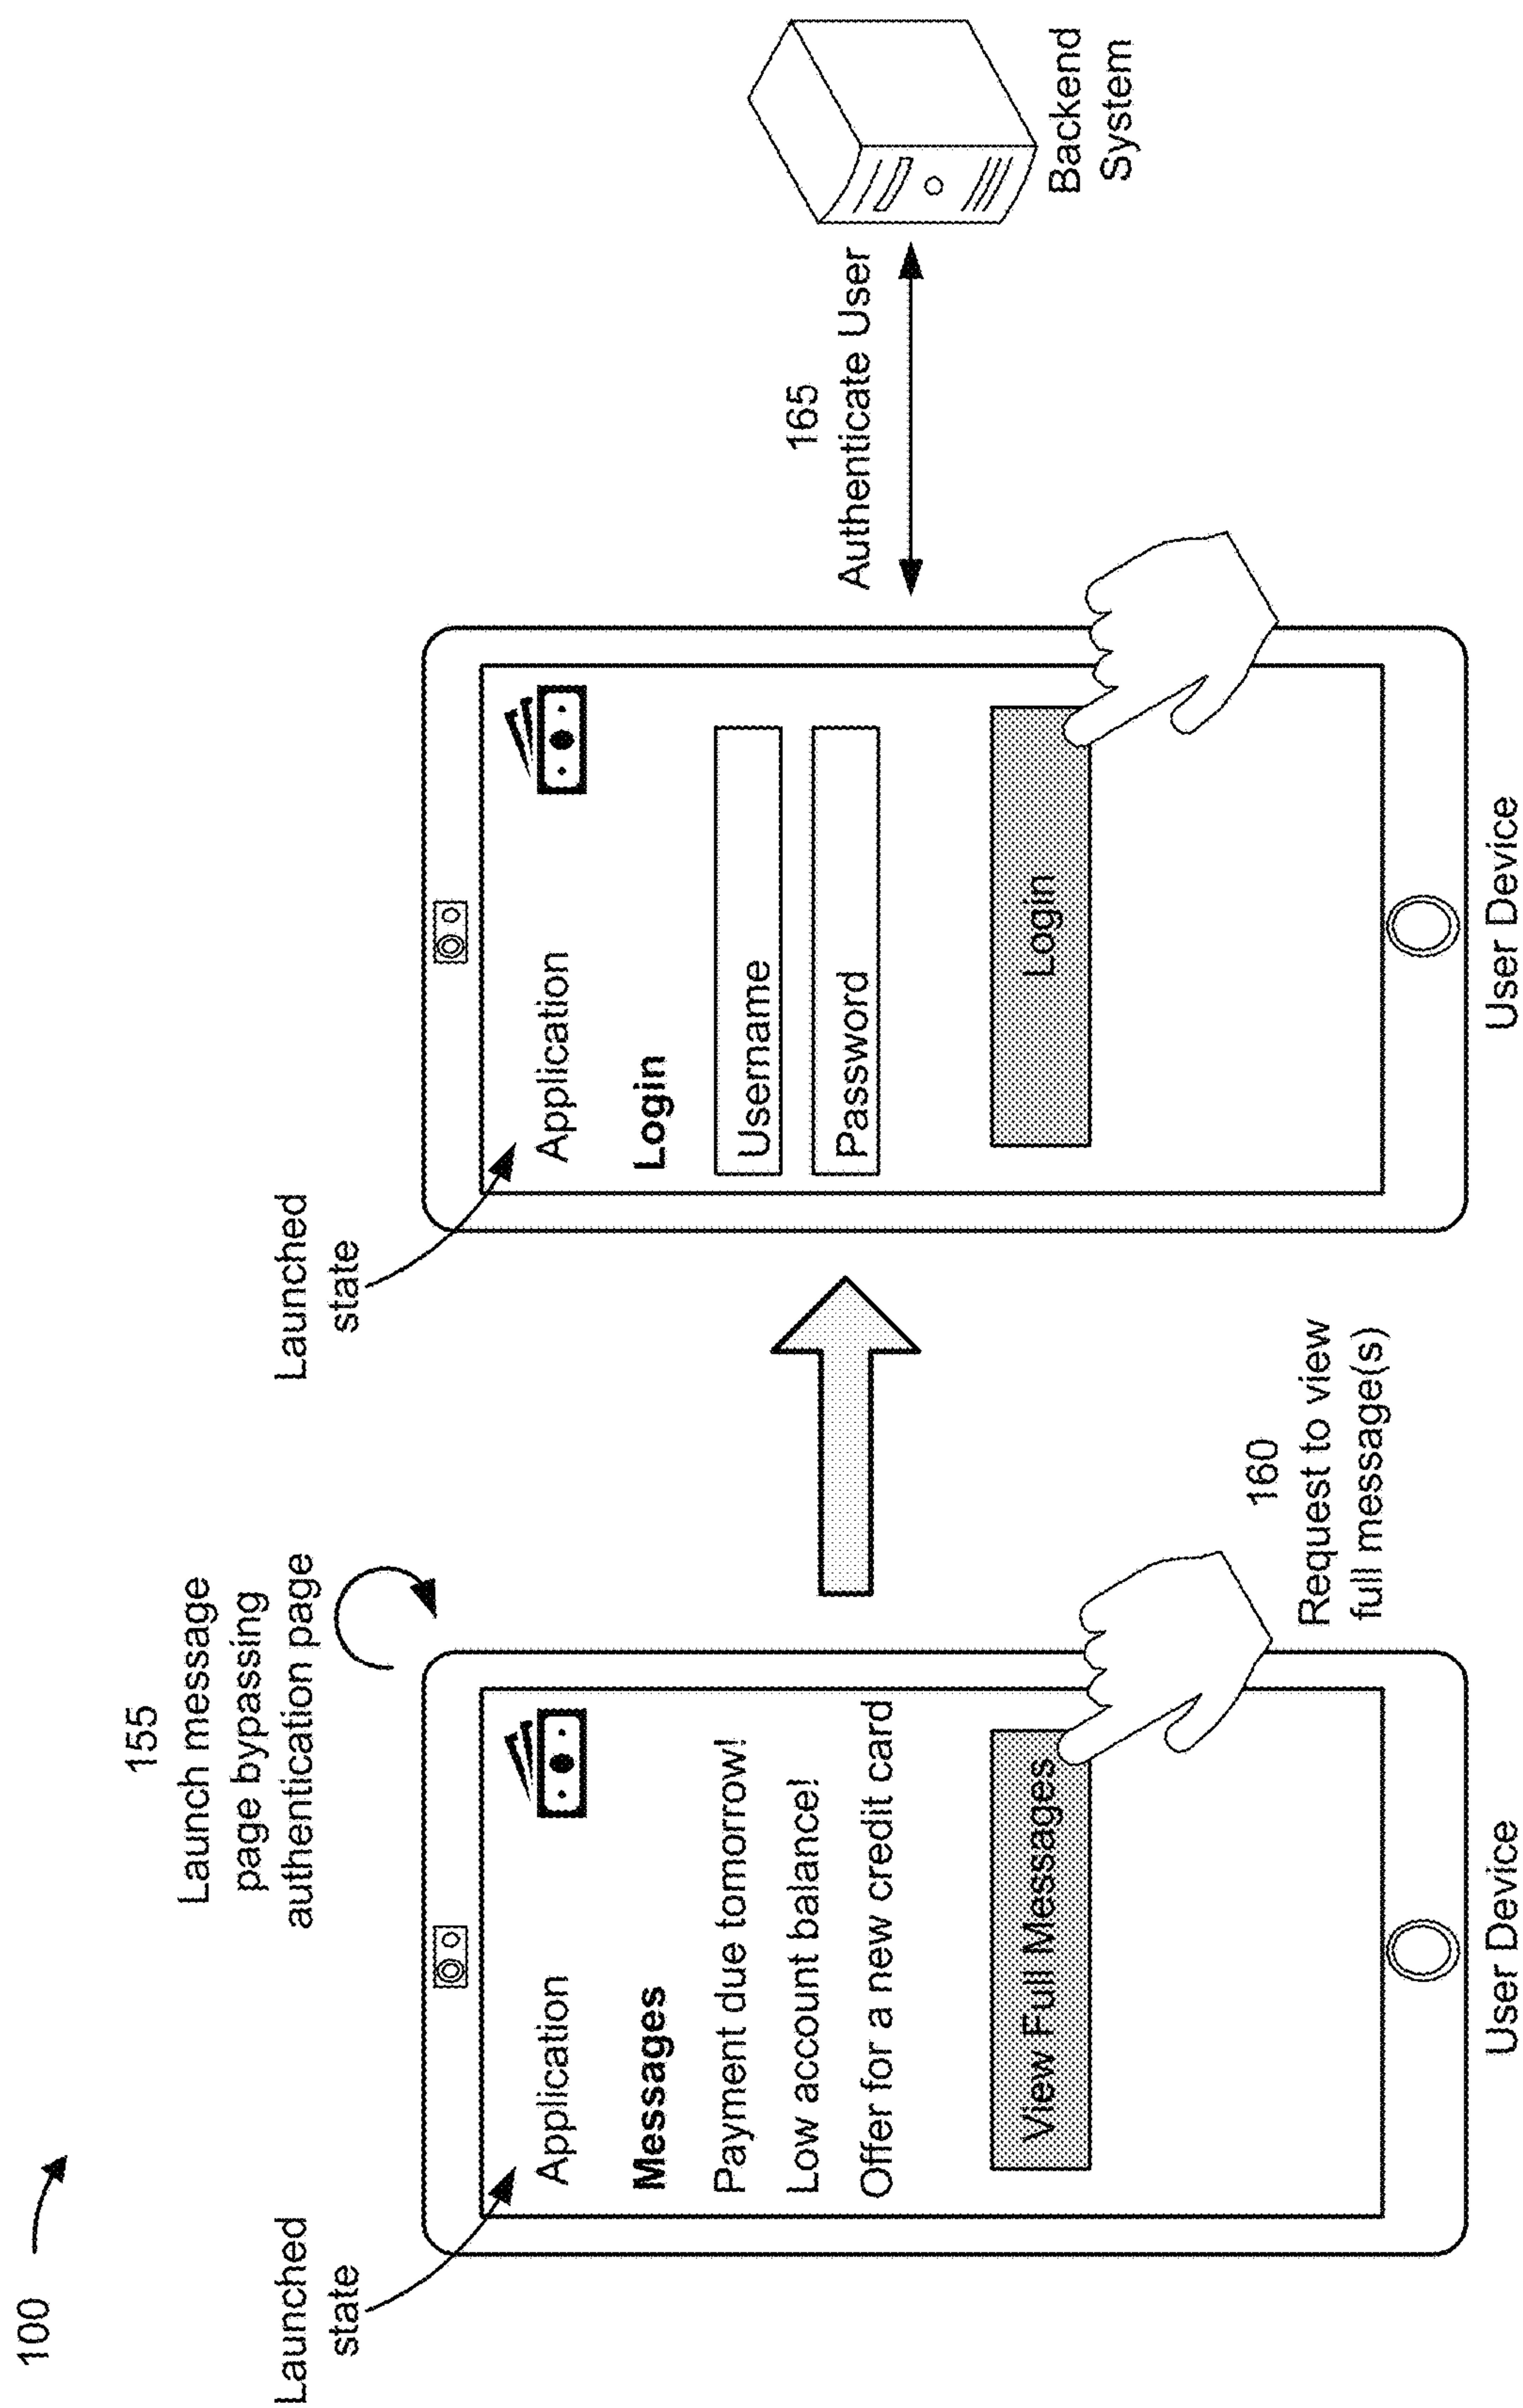 100
155
Launch message
page bypassing
authentication page
Launched
state
Application
Messages
Payment due tomorrow!
Low account balance!
Offer for a new credit card
View Full Messages
User Device
160
Request to view
full message(s)
Launched
state
Application
Login
Username
Password
Login
User Device
165
Authenticate User
Backend
System